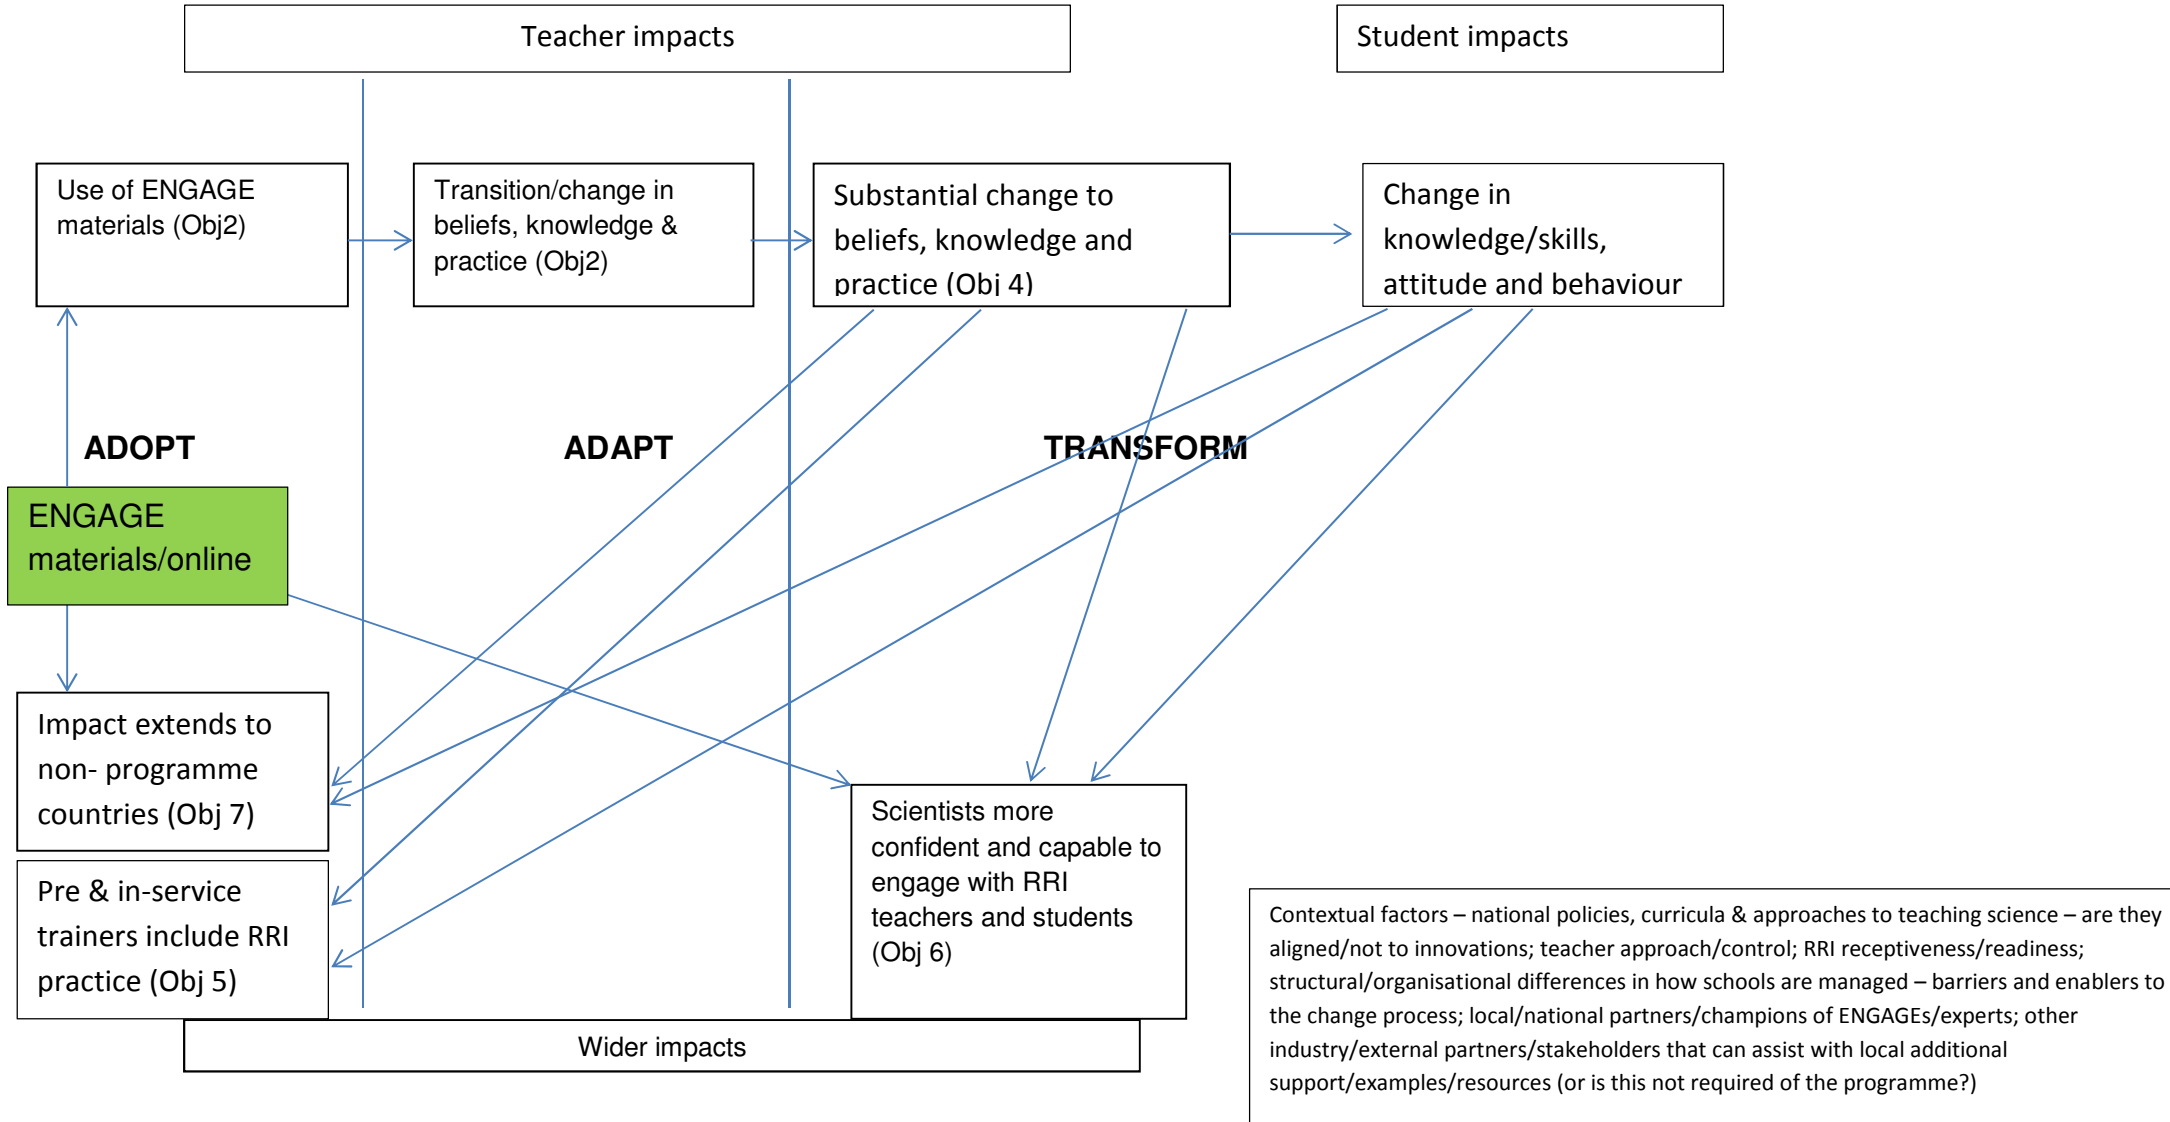 Teacher impacts
Student impacts
Use of ENGAGE
materials (Obj2)
Transition/change in
beliefs, knowledge &
practice (Obj2)
Substantial change to
beliefs, knowledge and
practice (Obj 4)
Change in
knowledge/skills,
attitude and behaviour
ADOPT
ADAPT
TRANSFORM
ENGAGE
materials/online
Impact extends to
non- programme
countries (Obj 7)
Pre & in-service
trainers include RRI
practice (Obj 5)
Scientists more
confident and capable to
engage with RRI
teachers and students
(Obj 6)
Wider impacts
Contextual factors – national policies, curricula & approaches to teaching science – are they
aligned/not to innovations; teacher approach/control; RRI receptiveness/readiness;
structural/organisational differences in how schools are managed – barriers and enablers to
the change process; local/national partners/champions of ENGAGEs/experts; other
industry/external partners/stakeholders that can assist with local additional
support/examples/resources (or is this not required of the programme?)